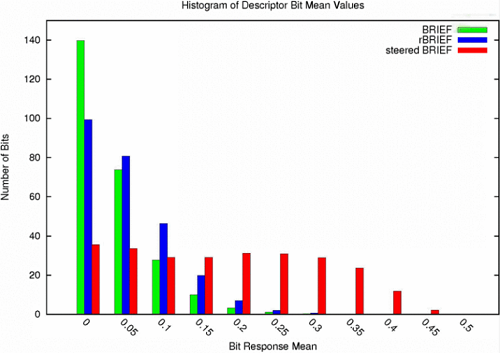 Histogram of Descriptor Bit Mean Values
BRIEF
rBRIEF
steered BRIEF
Number of Bits
140
120
100
80
60
40
20
0
0 0.05 0.1 0.15 0.2 0.25 0.3 0.35 0.4 0.45 0.5
Bit Response Mean